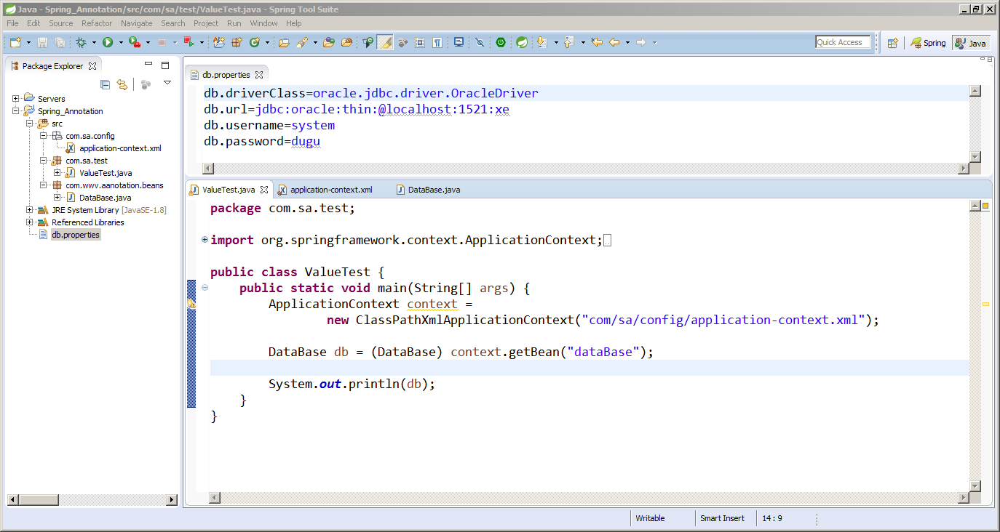 Java - Spring_Annotation/src/com/sa/test/ValueTest.java - Spring Tool Suite
File Edit Source Refactor Navigate Search Project Run Window Help
Quick Access
Spring
Java
Package Explorer
Servers
Spring_Annotation
src
com.sa.config
application-context.xml
com.sa.test
ValueTest.java
com.wwv.aanotation.beans
DataBase.java
JRE System Library [JavaSE-1.8]
Referenced Libraries
db.properties
db.properties
db.driverClass=oracle.jdbc.driver.OracleDriver
db.url=jdbc:oracle:thin:@localhost:1521:xe
db.username=system
db.password=dugu
ValueTest.java application-context.xml DataBase.java
package com.sa.test;
import org.springframework.context.ApplicationContext;
public class ValueTest {
public static void main(String[] args) {
ApplicationContext context =
new ClassPathXmlApplicationContext("com/sa/config/application-context.xml");
DataBase db = (DataBase) context.getBean("dataBase");
System.out.println(db);
}
}
Writable Smart Insert 14 : 9